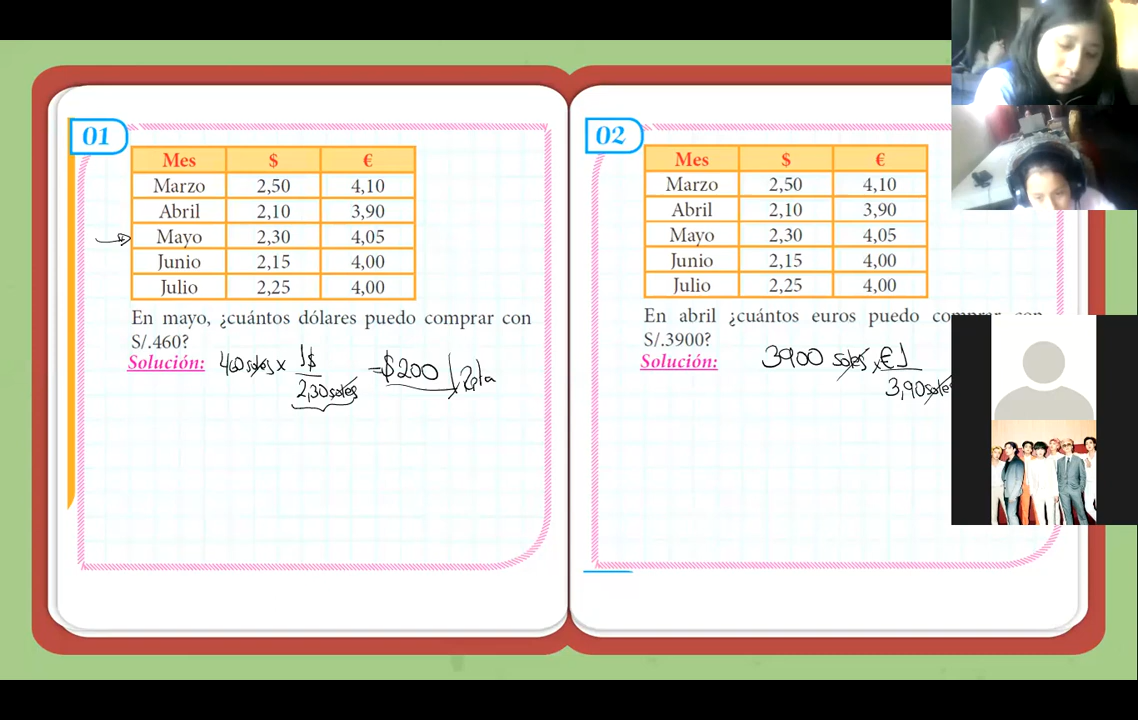 01
Mes $ €
Marzo 2,50 4,10
Abril 2,10 3,90
Mayo 2,30 4,05
Junio 2,15 4,00
Julio 2,25 4,00
En mayo, ¿cuántos dólares puedo comprar con
S/.460?
Solución: 460 soles x 1$ / 2,30 soles = $200 Rpta
02
Mes $ €
Marzo 2,50 4,10
Abril 2,10 3,90
Mayo 2,30 4,05
Junio 2,15 4,00
Julio 2,25 4,00
En abril ¿cuántos euros puedo comprar con
S/.3900?
Solución: 3900 soles x €1 / 3,90 soles